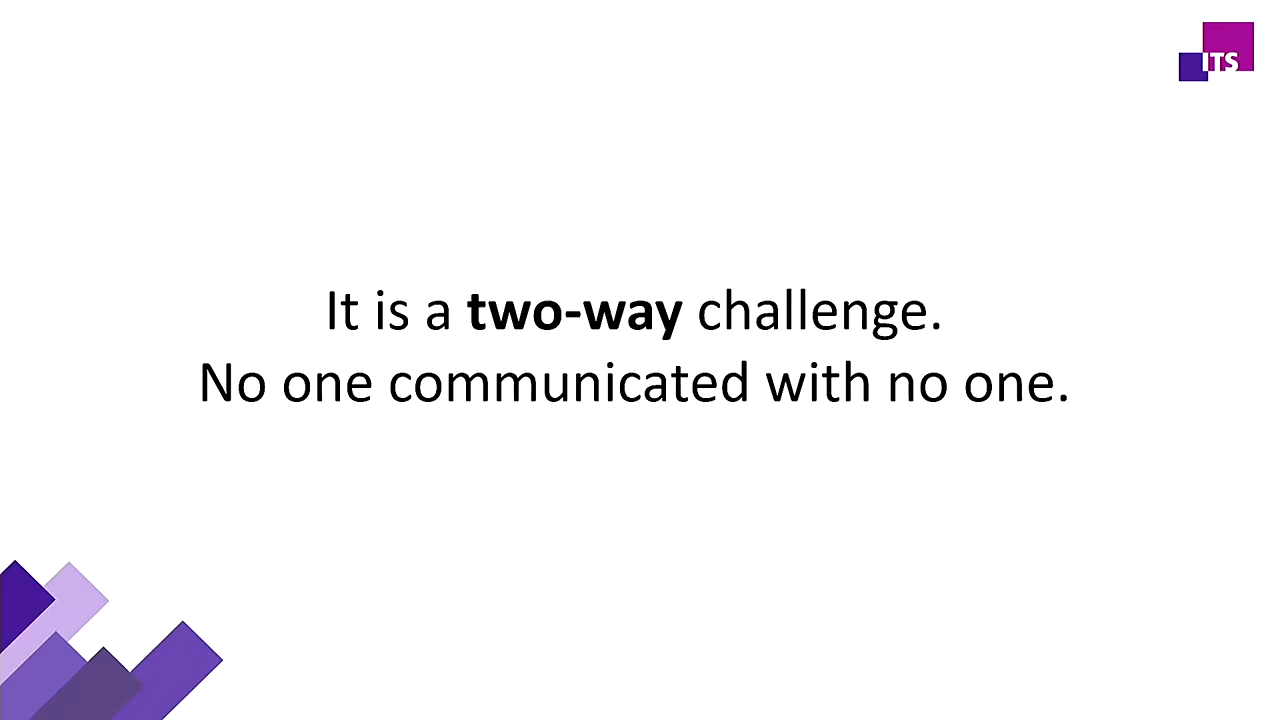 ITS
It is a two-way challenge.
No one communicated with no one.